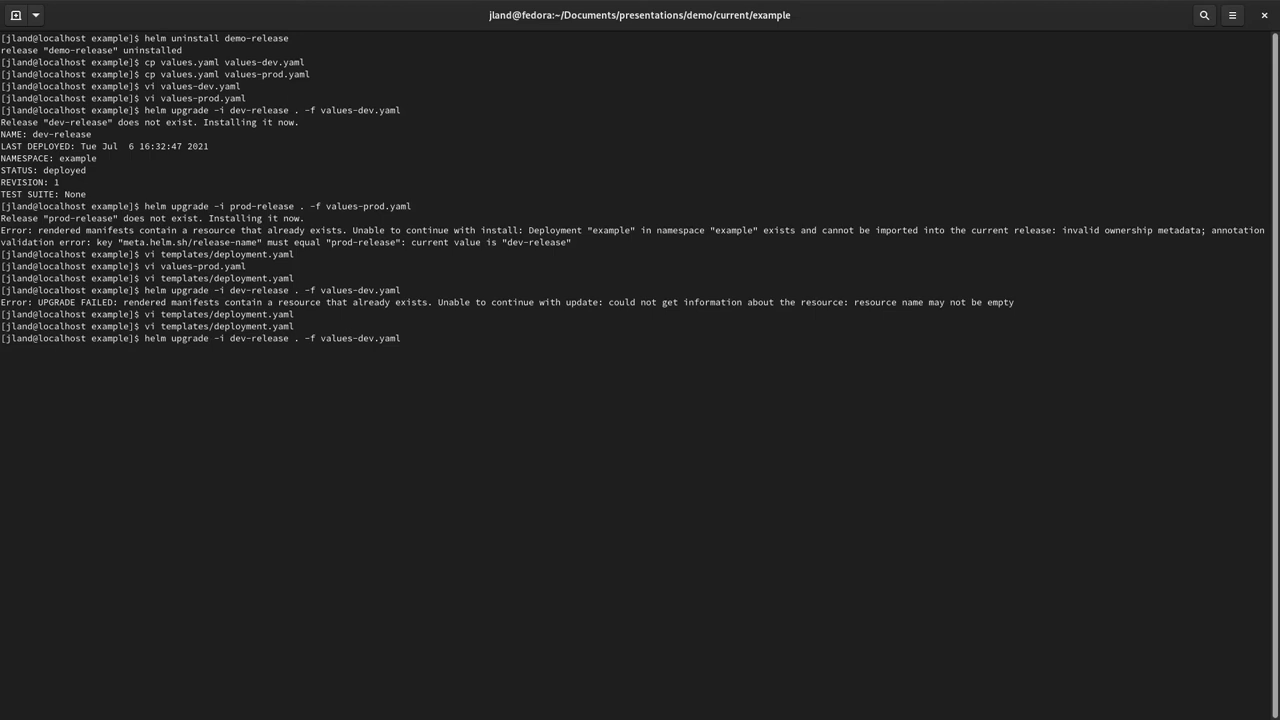 jland@fedora:~/Documents/presentations/demo/current/example
[jland@localhost example]$ helm uninstall demo-release
release "demo-release" uninstalled
[jland@localhost example]$ cp values.yaml values-dev.yaml
[jland@localhost example]$ cp values.yaml values-prod.yaml
[jland@localhost example]$ vi values-dev.yaml
[jland@localhost example]$ vi values-prod.yaml
[jland@localhost example]$ helm upgrade -i dev-release . -f values-dev.yaml
Release "dev-release" does not exist. Installing it now.
NAME: dev-release
LAST DEPLOYED: Tue Jul  6 16:32:47 2021
NAMESPACE: example
STATUS: deployed
REVISION: 1
TEST SUITE: None
[jland@localhost example]$ helm upgrade -i prod-release . -f values-prod.yaml
Release "prod-release" does not exist. Installing it now.
Error: rendered manifests contain a resource that already exists. Unable to continue with install: Deployment "example" in namespace "example" exists and cannot be imported into the current release: invalid ownership metadata; annotation
validation error: key "meta.helm.sh/release-name" must equal "prod-release": current value is "dev-release"
[jland@localhost example]$ vi templates/deployment.yaml
[jland@localhost example]$ vi values-prod.yaml
[jland@localhost example]$ vi templates/deployment.yaml
[jland@localhost example]$ helm upgrade -i dev-release . -f values-dev.yaml
Error: UPGRADE FAILED: rendered manifests contain a resource that already exists. Unable to continue with update: could not get information about the resource: resource name may not be empty
[jland@localhost example]$ vi templates/deployment.yaml
[jland@localhost example]$ vi templates/deployment.yaml
[jland@localhost example]$ helm upgrade -i dev-release . -f values-dev.yaml